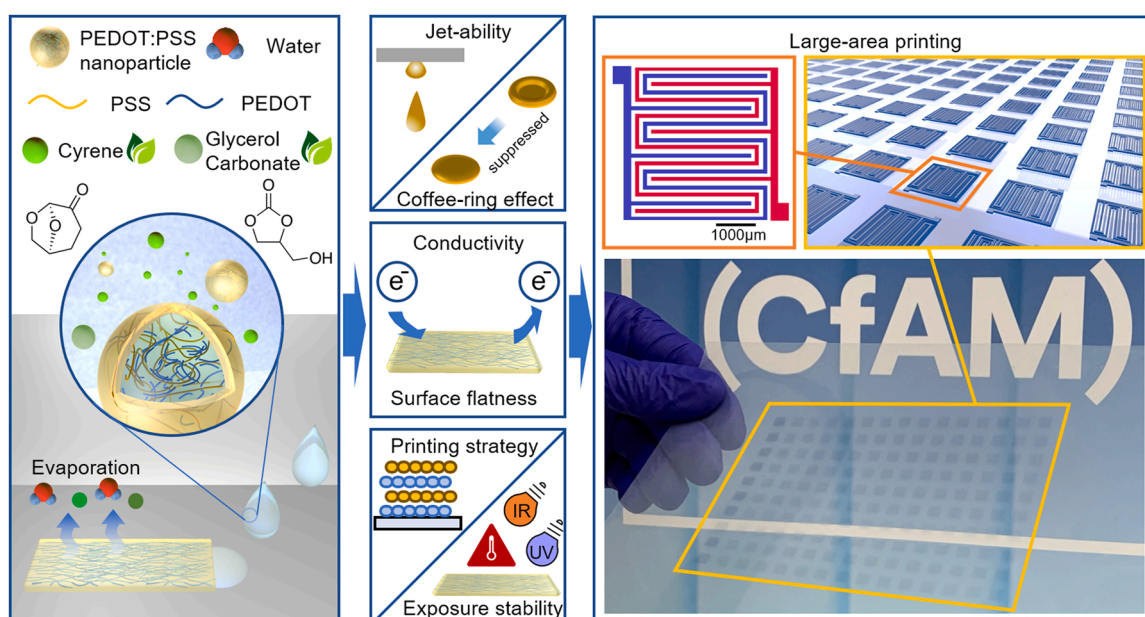 PEDOT:PSS
nanoparticle
Water
PSS
PEDOT
Cyrene
Glycerol
Carbonate
O
O
O
O
O
O
OH
Evaporation
Jet-ability
suppressed
Coffee-ring effect
Conductivity
e-
e-
Surface flatness
Printing strategy
IR
UV
Exposure stability
Large-area printing
1000µm
(CfAM)